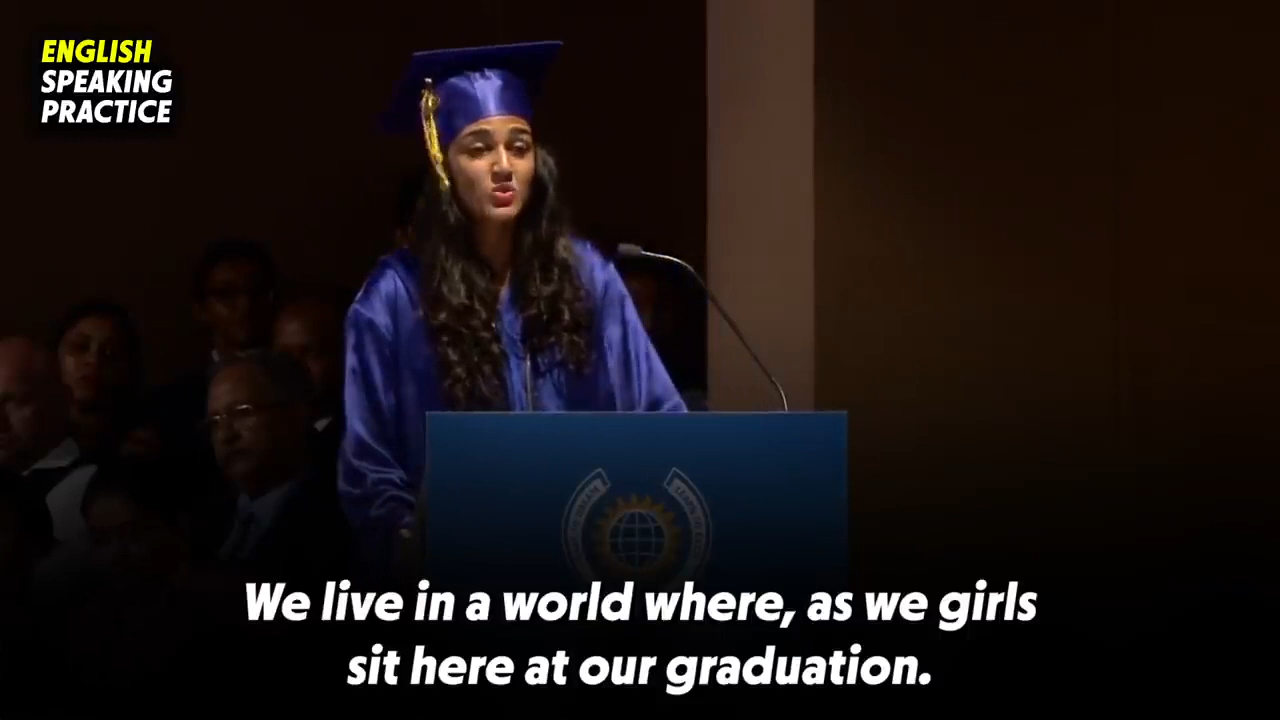 ENGLISH
SPEAKING
PRACTICE
We live in a world where, as we girls
sit here at our graduation.